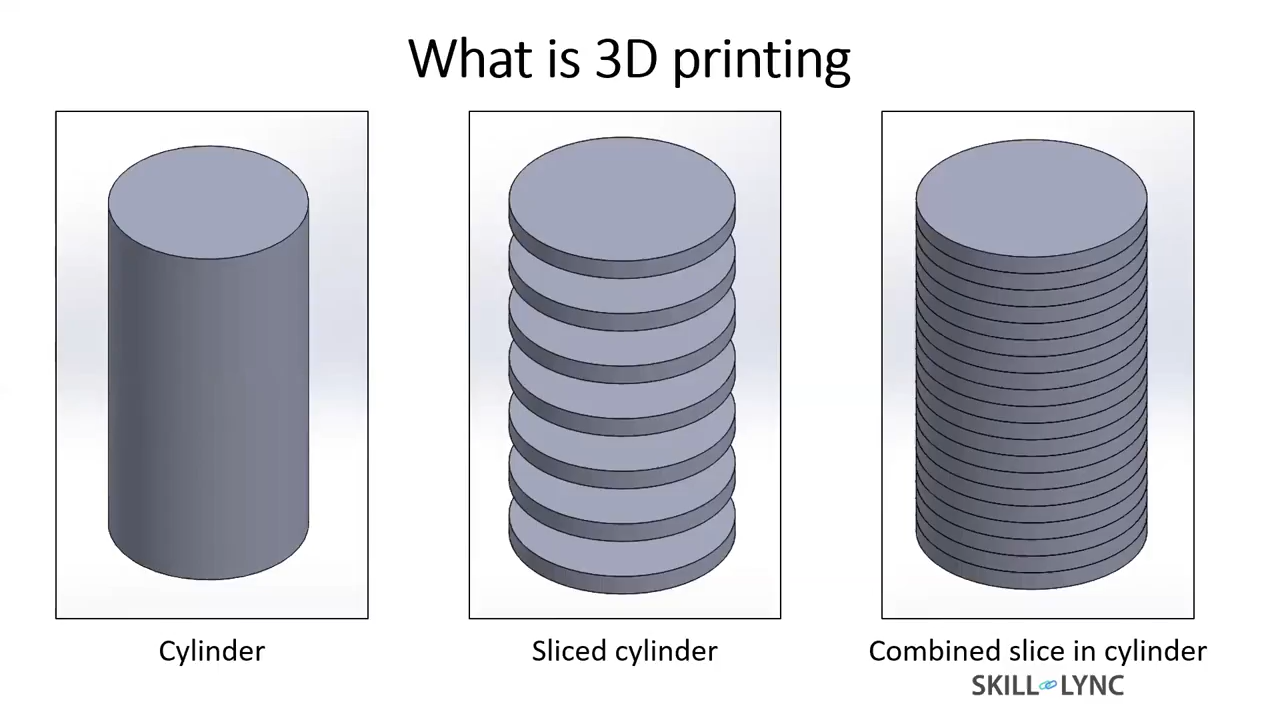 What is 3D printing
Cylinder
Sliced cylinder
Combined slice in cylinder
SKILL LYNC